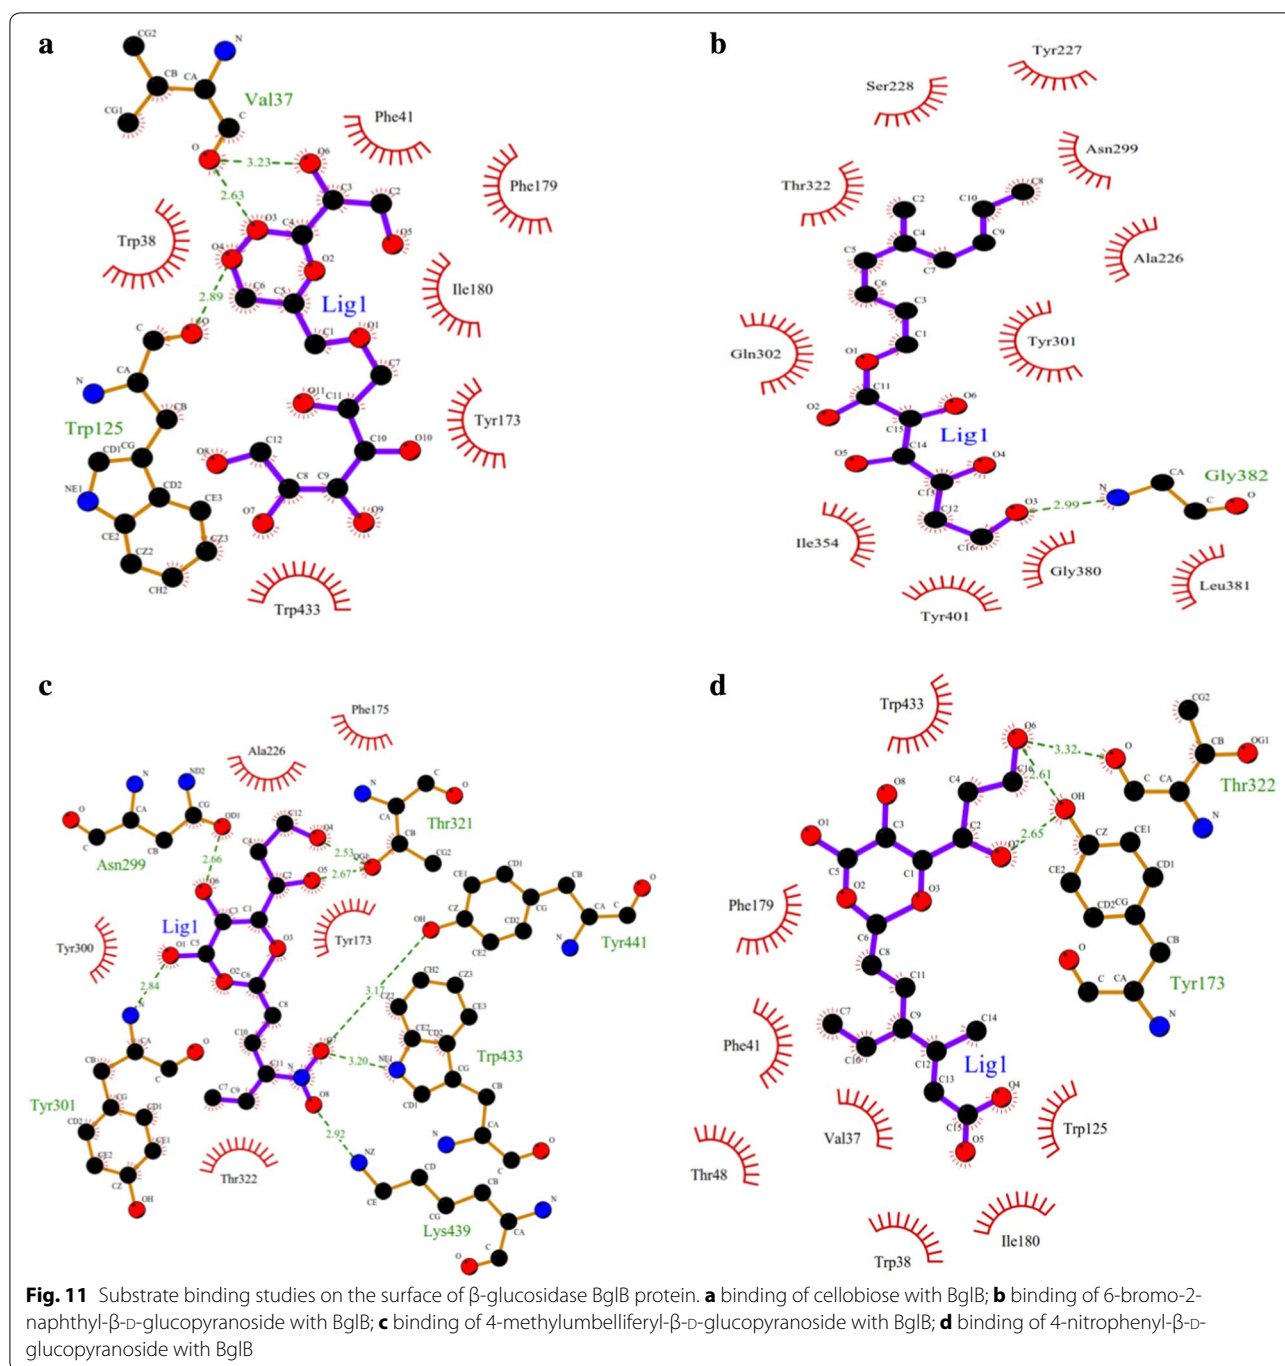 a
CG2
N
CB
CA
CG1
C
Val37
O
3.23
O6
Phe41
C3
C2
Phe179
2.63
O3
C4
O5
Trp38
O4
O2
C6
C5
Ile180
2.89
Lig1
O
C
C1
O1
CA
C7
N
O11
C11
CB
Tyr173
Trp125
CD1
CG
C12
C10
O10
O8
CD2
C8
C9
NE1
CE3
O7
O9
CE2
CZ3
CZ2
CH2
Trp433
b
Tyr227
Ser228
Asn299
Thr322
C8
C10
C2
C4
C9
C5
C7
Ala226
C6
C3
C1
Tyr301
Gln302
O1
C11
O6
O2
C15
Lig1
C14
O5
O4
C13
CA
Gly382
N
O
O3
2.99
C
C12
Ile354
C16
Gly380
Leu381
Tyr401
c
Phe175
Ala226
N
ND2
N
C
O
CG
CA
O
CA
OD1
C12
O4
CB
Thr321
C
CB
C4
2.53
CG2
Asn299
2.66
O5
OG1
2.67
CD1
C2
CE1
CB
O
O6
CZ
OH
CG
C3
C1
CA
C
Lig1
Tyr173
CD2
O1
C5
O3
CE2
Tyr300
N
Tyr441
O2
C6
2.84
CH2
CZ3
3.17
N
C8
CZ2
CE3
CE2
CD2
CA
O
C10
O7
Trp433
CB
C
3.20
NE1
C11
N
CG
C7
C9
CD1
CB
Tyr301
CG
O8
CD1
CD2
2.92
CA
N
CE1
CE2
O
NZ
C
CZ
Thr322
CD
CB
N
OH
CE
CG
CA
Lys439
C
O
d
Trp433
CG2
O6
3.32
O
CB
OG1
C10
C4
2.61
C
CA
Thr322
O8
OH
O1
C3
C2
2.65
N
CZ
CE1
O7
C5
C1
CD1
CE2
O2
O3
CD2
CG
Phe179
C6
CB
C8
O
C11
C
CA
Tyr173
C7
C14
N
C9
Phe41
C16
C12
Lig1
C13
O4
C15
Val37
Trp125
O5
Thr48
Ile180
Trp38
Fig. 11 Substrate binding studies on the surface of β-glucosidase BglB protein. a binding of cellobiose with BglB; b binding of 6-bromo-2-
naphthyl-β-D-glucopyranoside with BglB; c binding of 4-methylumbelliferyl-β-D-glucopyranoside with BglB; d binding of 4-nitrophenyl-β-D-
glucopyranoside with BglB